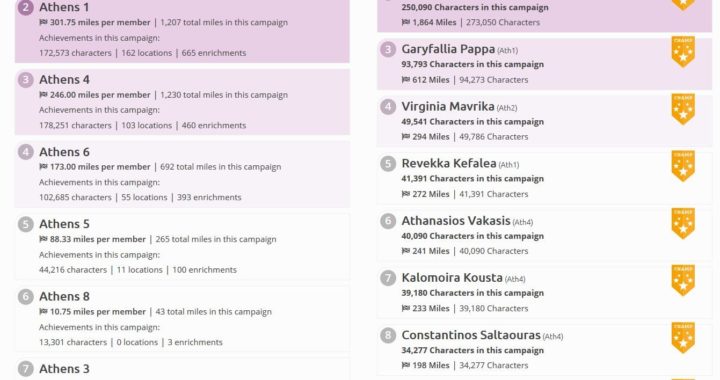 2 Athens 1
301.75 miles per member | 1,207 total miles in this campaign
Achievements in this campaign:
172,573 characters | 162 locations | 665 enrichments
3 Athens 4
246.00 miles per member | 1,230 total miles in this campaign
Achievements in this campaign:
178,251 characters | 103 locations | 460 enrichments
4 Athens 6
173.00 miles per member | 692 total miles in this campaign
Achievements in this campaign:
102,685 characters | 55 locations | 393 enrichments
5 Athens 5
88.33 miles per member | 265 total miles in this campaign
Achievements in this campaign:
44,216 characters | 11 locations | 100 enrichments
6 Athens 8
10.75 miles per member | 43 total miles in this campaign
Achievements in this campaign:
13,301 characters | 0 locations | 3 enrichments
7 Athens 3
250,090 Characters in this campaign
1,864 Miles | 273,050 Characters
3 Garyfallia Pappa (Ath1)
93,793 Characters in this campaign
612 Miles | 94,273 Characters
CHAMP
4 Virginia Mavrika (Ath2)
49,541 Characters in this campaign
294 Miles | 49,786 Characters
CHAMP
5 Revekka Kefalea (Ath1)
41,391 Characters in this campaign
272 Miles | 41,391 Characters
CHAMP
6 Athanasios Vakasis (Ath4)
40,090 Characters in this campaign
241 Miles | 40,090 Characters
CHAMP
7 Kalomoira Kousta (Ath4)
39,180 Characters in this campaign
233 Miles | 39,180 Characters
CHAMP
8 Constantinos Saltaouras (Ath4)
34,277 Characters in this campaign
198 Miles | 34,277 Characters
CHAMP